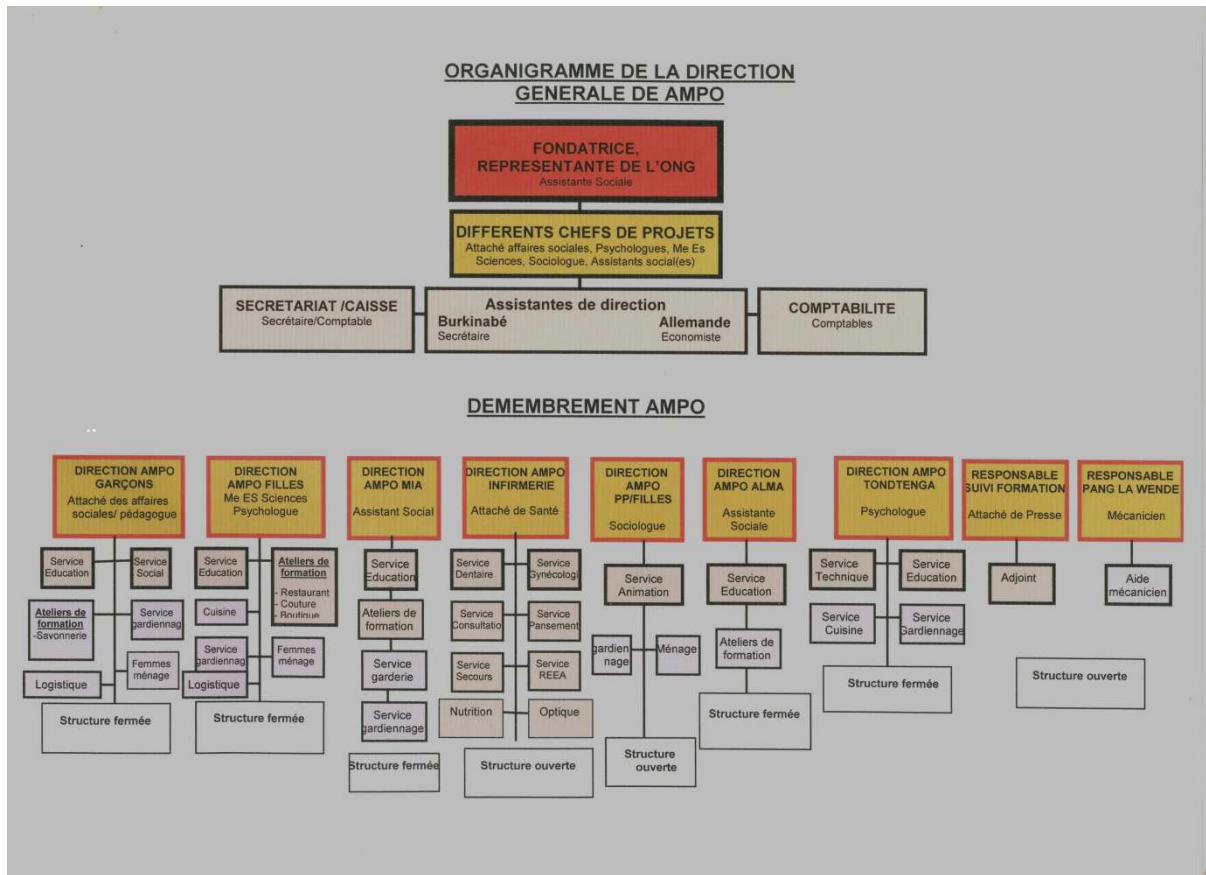 ORGANIGRAMME DE LA DIRECTION
GENERALE DE AMPO
FONDATRICE,
REPRESENTANTE DE L'ONG
Assistante Sociale
DIFFERENTS CHEFS DE PROJETS
Attaché affaires sociales, Psychologues, Me Es
Sciences, Sociologue, Assistants social(es)
SECRETARIAT /CAISSE
Secrétaire/Comptable
Assistantes de direction
Burkinabé Allemande
Secrétaire Economiste
COMPTABILITE
Comptables
DEMEMBREMENT AMPO
DIRECTION AMPO
GARÇONS
Attaché des affaires
sociales/ pédagogue
Service
Education
Service
Social
Ateliers de
formation
-Savonnerie
Service
gardiennag
Femmes
ménage
Logistique
Structure fermée
DIRECTION
AMPO FILLES
Me ES Sciences
Psychologue
Service
Education
Ateliers de
formation
- Restaurant
- Couture
- Boutique
Cuisine
Service
gardiennag
Femmes
ménage
Logistique
Structure fermée
DIRECTION
AMPO MIA
Assistant Social
Service
Education
Ateliers de
formation
Service
garderie
Service
gardiennage
Structure fermée
DIRECTION AMPO
INFIRMERIE
Attaché de Santé
Service
Dentaire
Service
Gynécologi
Service
Consultatio
Service
Pansement
Service
Secours
Service
REEA
Nutrition
Optique
Structure ouverte
DIRECTION
AMPO
PP/FILLES
Sociologue
Service
Animation
gardien
nage
Ménage
Structure
ouverte
DIRECTION
AMPO ALMA
Assistante
Sociale
Service
Education
Ateliers de
formation
Structure fermée
DIRECTION AMPO
TONDTENGA
Psychologue
Service
Technique
Service
Education
Service
Cuisine
Service
Gardiennage
Structure fermée
RESPONSABLE
SUIVI FORMATION
Attaché de Presse
Adjoint
RESPONSABLE
PANG LA WENDE
Mécanicien
Aide
mécanicien
Structure ouverte